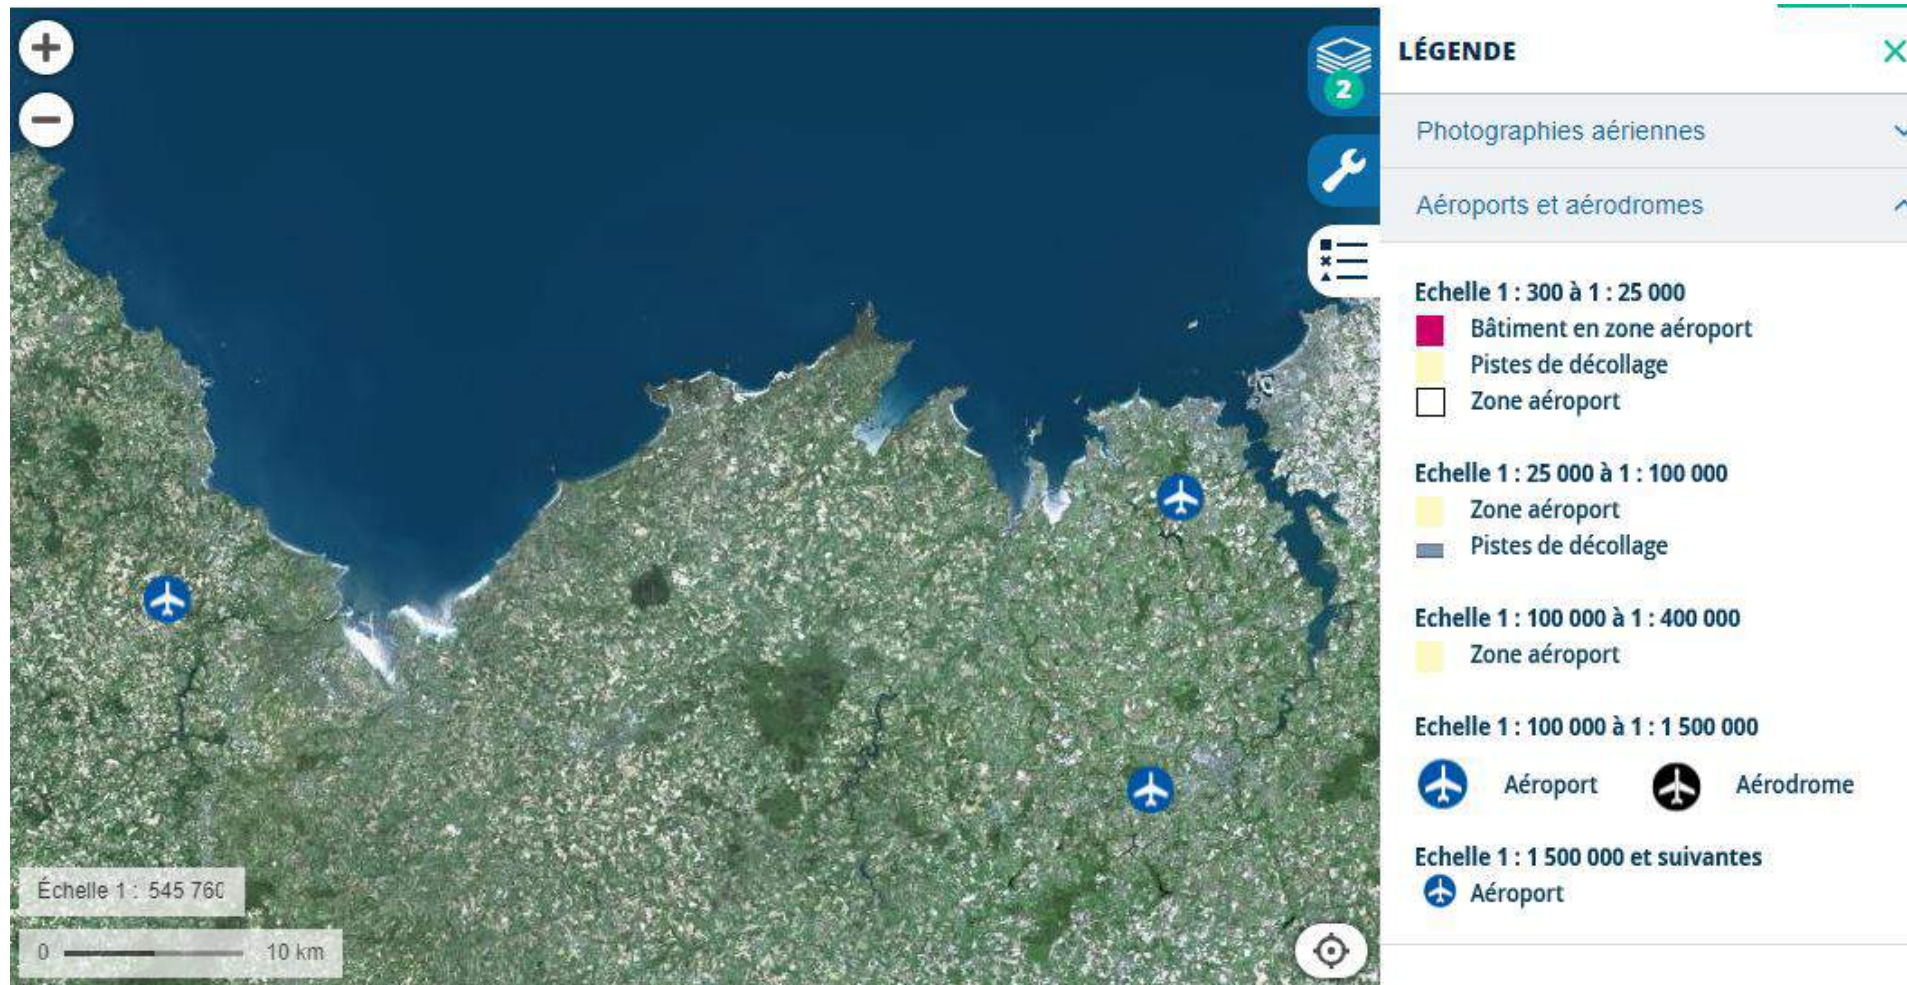 LÉGENDE
2
Photographies aériennes
Aéroports et aérodromes
Echelle 1 : 300 à 1 : 25 000
Bâtiment en zone aéroport
Pistes de décollage
Zone aéroport
Echelle 1 : 25 000 à 1 : 100 000
Zone aéroport
Pistes de décollage
Echelle 1 : 100 000 à 1 : 400 000
Zone aéroport
Echelle 1 : 100 000 à 1 : 1 500 000
Aéroport Aérodrome
Echelle 1 : 1 500 000 et suivantes
Aéroport
Échelle 1 : 545 760
0 10 km